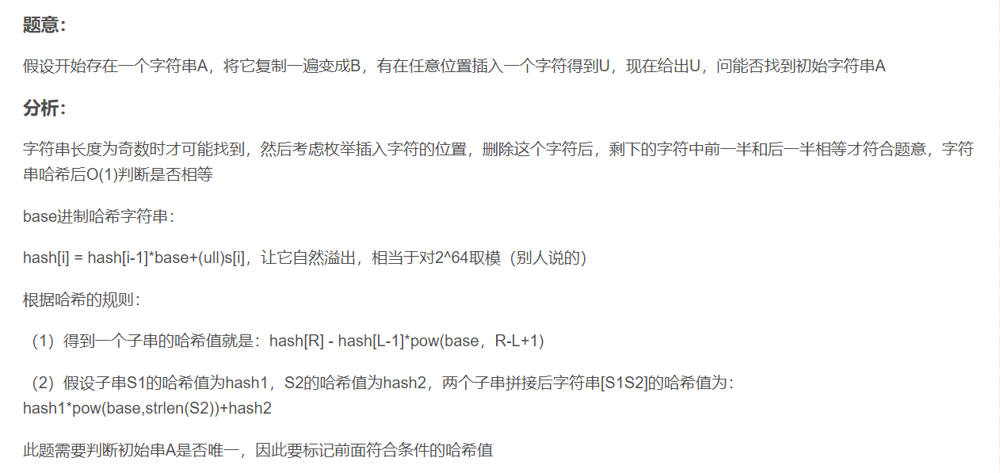 题意：
假设开始存在一个字符串A，将它复制一遍变成B，有在任意位置插入一个字符得到U，现在给出U，问能否找到初始字符串A
分析：
字符串长度为奇数时才可能找到，然后考虑枚举插入字符的位置，删除这个字符后，剩下的字符中前一半和后一半相等才符合题意，字符
串哈希后O(1)判断是否相等
base进制哈希字符串：
hash[i] = hash[i-1]*base+(ull)s[i]，让它自然溢出，相当于对2^64取模（别人说的）
根据哈希的规则：
（1）得到一个子串的哈希值就是：hash[R] - hash[L-1]*pow(base，R-L+1)
（2）假设子串S1的哈希值为hash1，S2的哈希值为hash2，两个子串拼接后字符串[S1S2]的哈希值为：
hash1*pow(base,strlen(S2))+hash2
此题需要判断初始串A是否唯一，因此要标记前面符合条件的哈希值